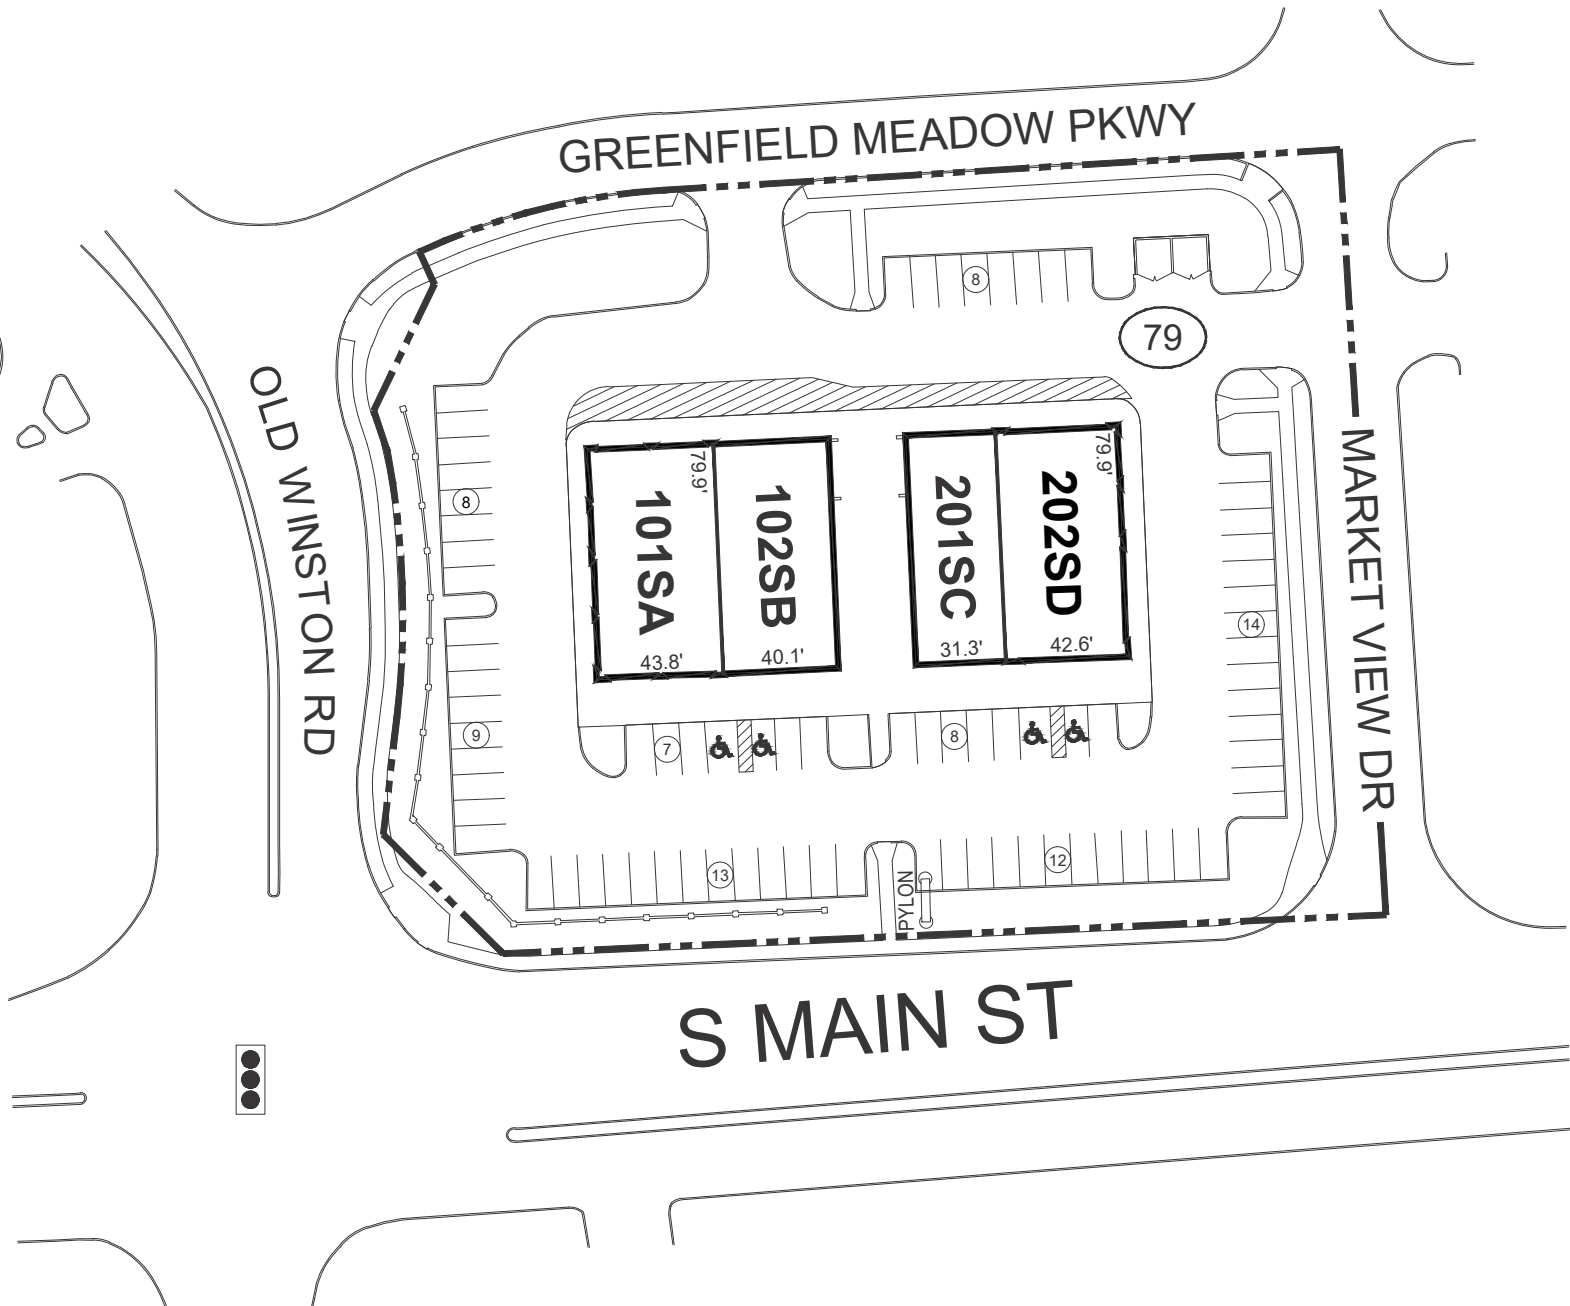 GREENFIELD MEADOW PKWY
8
79
OLD WINSTON RD
MARKET VIEW DR
79.9'
79.9'
8
101SA
102SB
201SC
202SD
14
43.8'
40.1'
31.3'
42.6'
9
7
8
13
12
PYLON
S MAIN ST